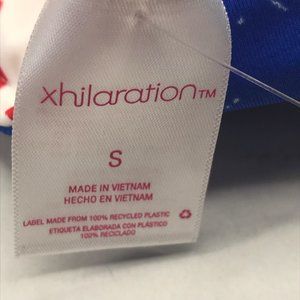 xhilaration™
S
MADE IN VIETNAM
HECHO EN VIETNAM
LABEL MADE FROM 100% RECYCLED PLASTIC
ETIQUETA ELABORADA CON PLÁSTICO
100% RECICLADO